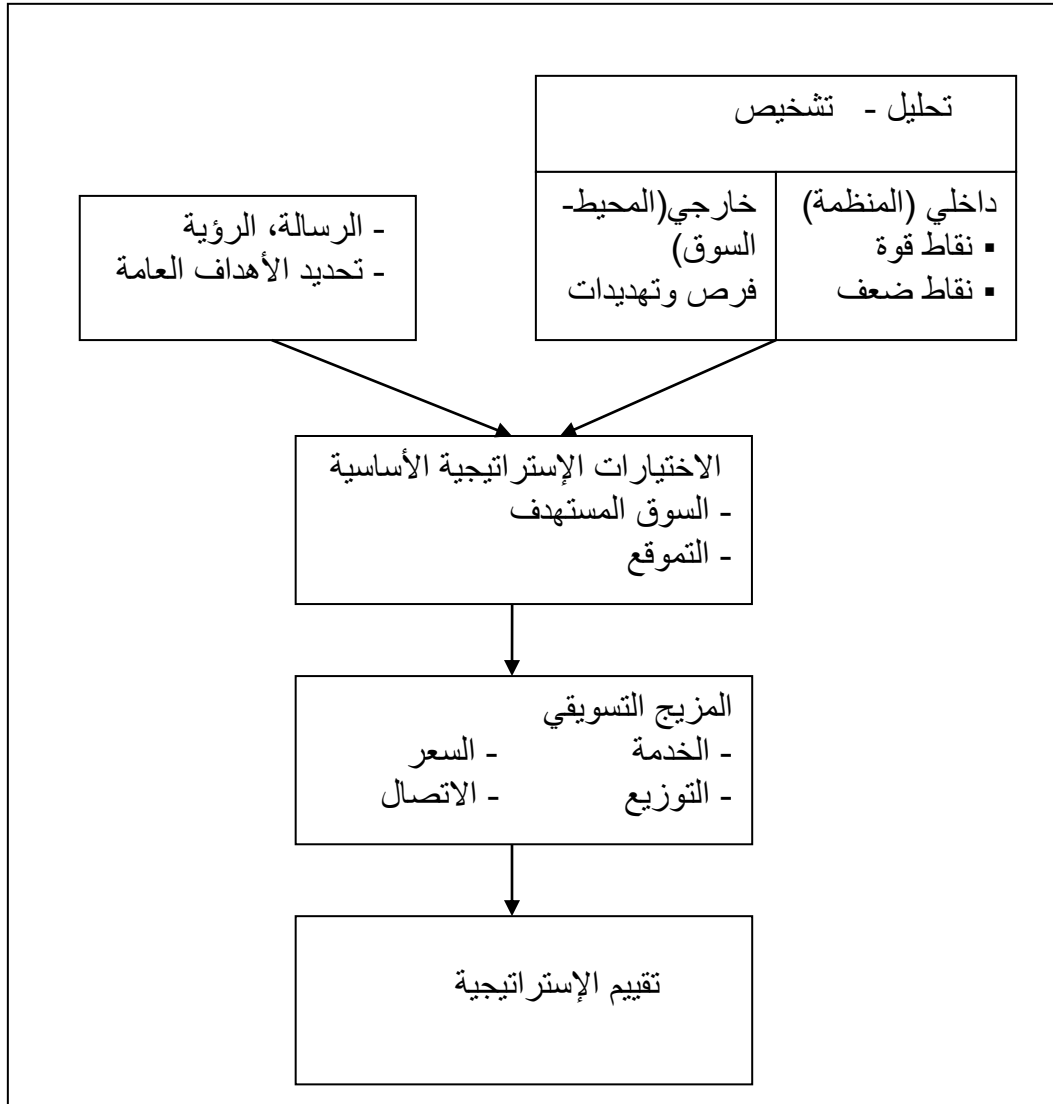 تحليل - تشخيص
داخلي (المنظمة)
▪ نقاط قوة
▪ نقاط ضعف
خارجي(المحيط-
السوق)
فرص وتهديدات
- الرسالة، الرؤية
- تحديد الأهداف العامة
الاختيارات الإستراتيجية الأساسية
- السوق المستهدف
- التموقع
المزيج التسويقي
- الخدمة - السعر
- التوزيع - الاتصال
تقييم الإستراتيجية